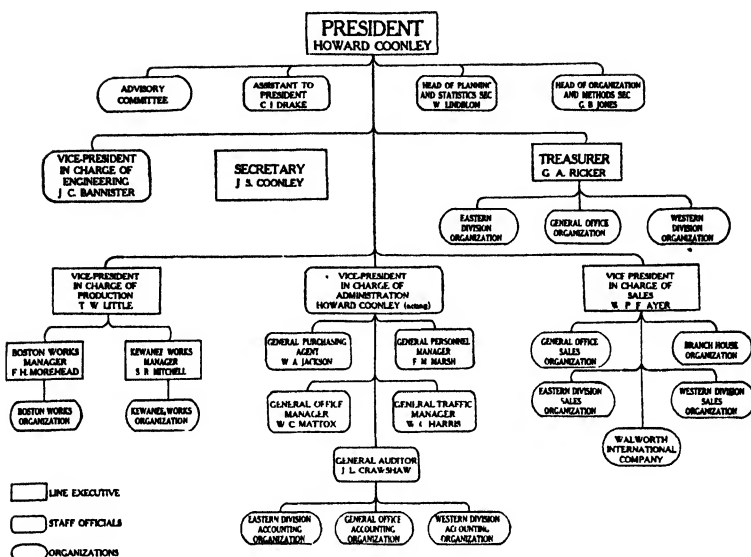 PRESIDENT
HOWARD COONLEY
ADVISORY
COMMITTEE
ASSISTANT TO
PRESIDENT
C I DRAKE
HEAD OF PLANNING
AND STATISTICS SEC
W. LINDBLOM
HEAD OF ORGANIZATION
AND METHODS SEC
G. B JONES
VICE-PRESIDENT
IN CHARGE OF
ENGINEERING
J C. BANNISTER
SECRETARY
J S. COONLEY
TREASURER
G A. RICKER
EASTERN
DIVISION
ORGANIZATION
GENERAL OFFICE
ORGANIZATION
WESTERN
DIVISION
ORGANIZATION
VICE-PRESIDENT
IN CHARGE OF
PRODUCTION
T W LITTLE
VICE-PRESIDENT
IN CHARGE OF
ADMINISTRATION
HOWARD COONLEY (acting)
VICE PRESIDENT
IN CHARGE OF
SALES
W. P F AYER
BOSTON WORKS
MANAGER
F H. MOREHEAD
KEWANEE WORKS
MANAGER
S R MITCHELL
GENERAL PURCHASING
AGENT
W A JACKSON
GENERAL PERSONNEL
MANAGER
F M MARSH
GENERAL OFFICE
SALES
ORGANIZATION
BRANCH HOUSE
ORGANIZATION
BOSTON WORKS
ORGANIZATION
KEWANEE WORKS
ORGANIZATION
GENERAL OFFICE
MANAGER
W C MATTOX
GENERAL TRAFFIC
MANAGER
W HARRIS
EASTERN DIVISION
SALES
ORGANIZATION
WESTERN DIVISION
SALES
ORGANIZATION
WALWORTH
INTERNATIONAL
COMPANY
GENERAL AUDITOR
J L. CRAWSHAW
EASTERN DIVISION
ACCOUNTING
ORGANIZATION
GENERAL OFFICE
ACCOUNTING
ORGANIZATION
WESTERN DIVISION
ACCOUNTING
ORGANIZATION
LINE EXECUTIVE
STAFF OFFICIALS
ORGANIZATIONS